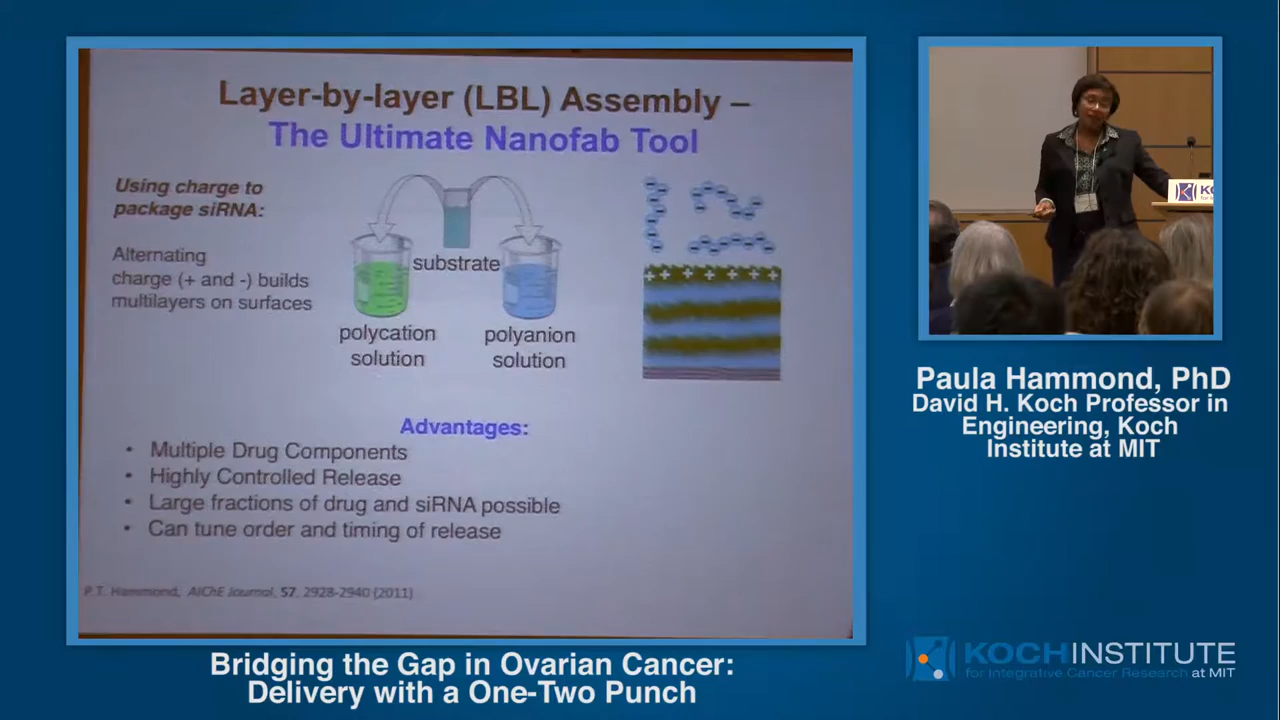 Layer-by-layer (LBL) Assembly –
The Ultimate Nanofab Tool
Using charge to
package siRNA:
Alternating
charge (+ and -) builds
multilayers on surfaces
substrate
polycation
solution
polyanion
solution
Advantages:
• Multiple Drug Components
• Highly Controlled Release
• Large fractions of drug and siRNA possible
• Can tune order and timing of release
P.T. Hammond, AIChE Journal, 57, 2928-2940 (2011)
Bridging the Gap in Ovarian Cancer:
Delivery with a One-Two Punch
Paula Hammond, PhD
David H. Koch Professor in
Engineering, Koch
Institute at MIT
KOCH INSTITUTE
for Integrative Cancer Research at MIT